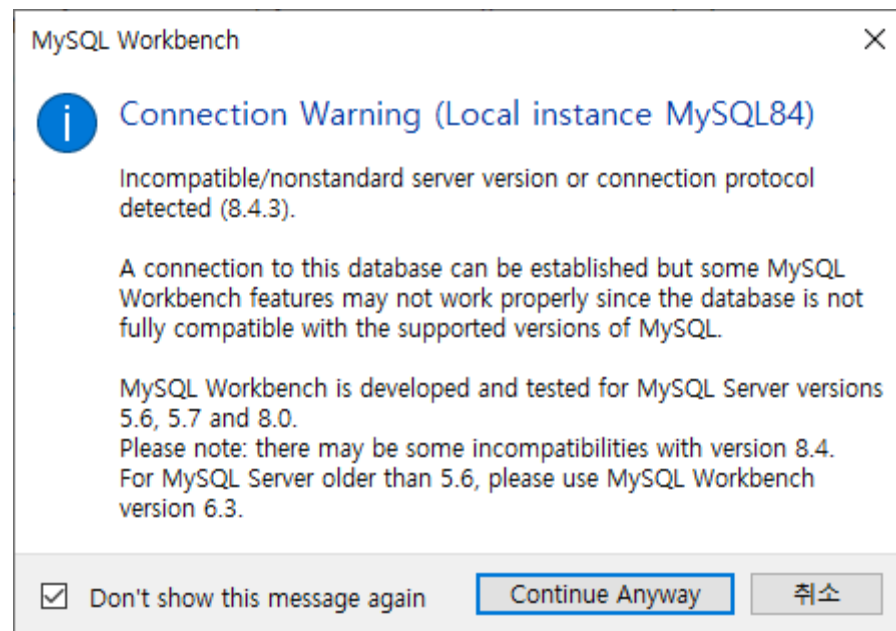 MySQL Workbench
Connection Warning (Local instance MySQL84)
Incompatible/nonstandard server version or connection protocol
detected (8.4.3).
A connection to this database can be established but some MySQL
Workbench features may not work properly since the database is not
fully compatible with the supported versions of MySQL.
MySQL Workbench is developed and tested for MySQL Server versions
5.6, 5.7 and 8.0.
Please note: there may be some incompatibilities with version 8.4.
For MySQL Server older than 5.6, please use MySQL Workbench
version 6.3.
Don't show this message again
Continue Anyway
취소